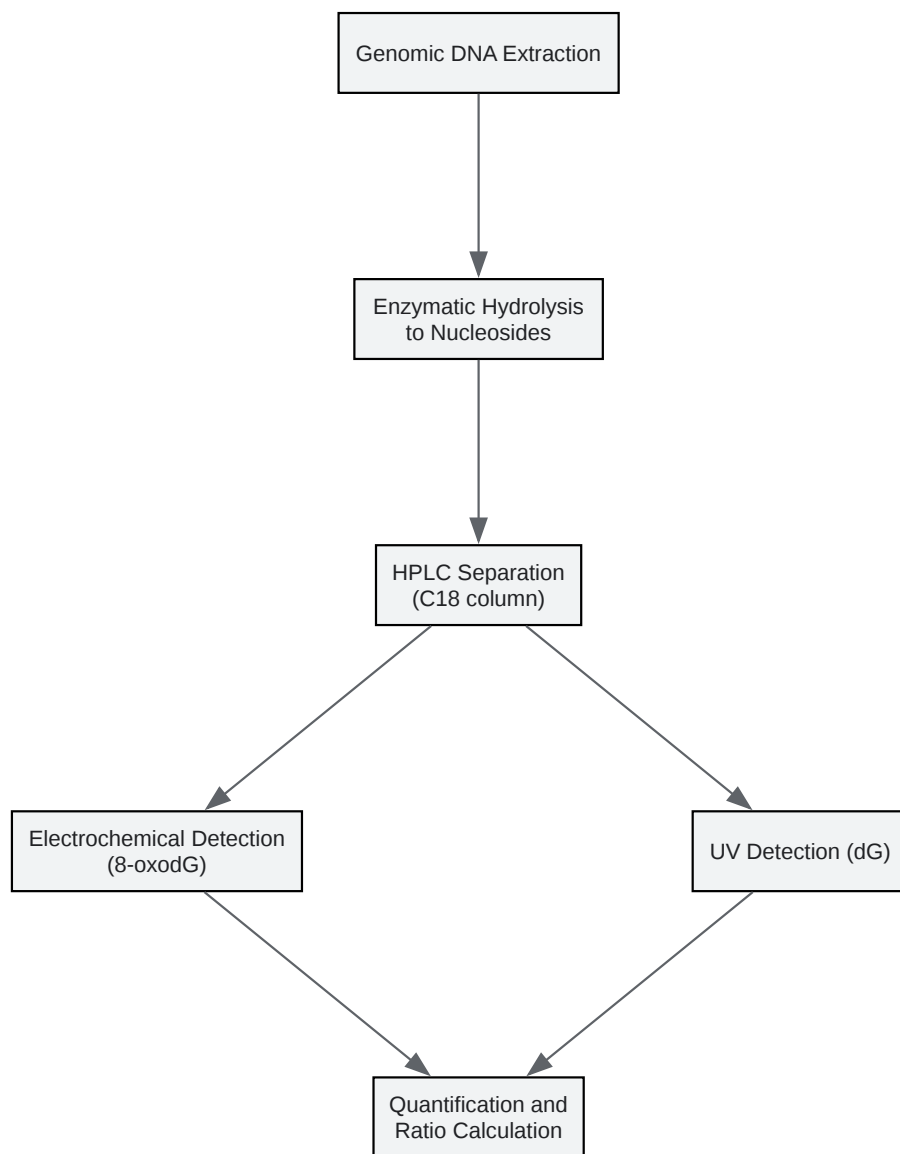 Genomic DNA Extraction
Enzymatic Hydrolysis
to Nucleosides
HPLC Separation
(C18 column)
Electrochemical Detection
(8-oxodG)
UV Detection (dG)
Quantification and
Ratio Calculation